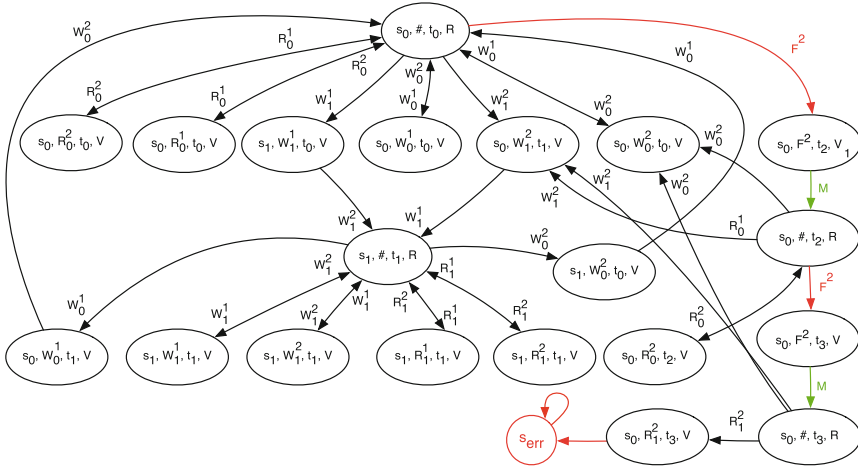 s₀, #, t₀, R
W₀²
R₀¹
R₀²
R₀¹
R₀²
W₁¹
W₀²
W₀¹
W₀¹
W₁²
W₀²
W₀¹
F²
s₀, R₀², t₀, V
s₀, R₀¹, t₀, V
s₁, W₁¹, t₀, V
s₀, W₀¹, t₀, V
s₀, W₁², t₁, V
s₀, W₀², t₀, V
s₀, F², t₂, V₁
W₀²
W₁²
W₁²
W₀²
M
W₁²
W₁¹
R₀¹
s₀, #, t₂, R
s₁, #, t₁, R
W₀²
s₁, W₀², t₀, V
F²
W₀¹
W₁¹
W₁²
W₁²
W₁¹
R₁²
R₁¹
R₁¹
R₁²
R₀²
s₀, W₀¹, t₁, V
s₁, W₁¹, t₁, V
s₁, W₁², t₁, V
s₁, R₁¹, t₁, V
s₁, R₁², t₁, V
s₀, R₀², t₂, V
s₀, F², t₃, V
M
s_err
s₀, R₁², t₃, V
R₁²
s₀, #, t₃, R